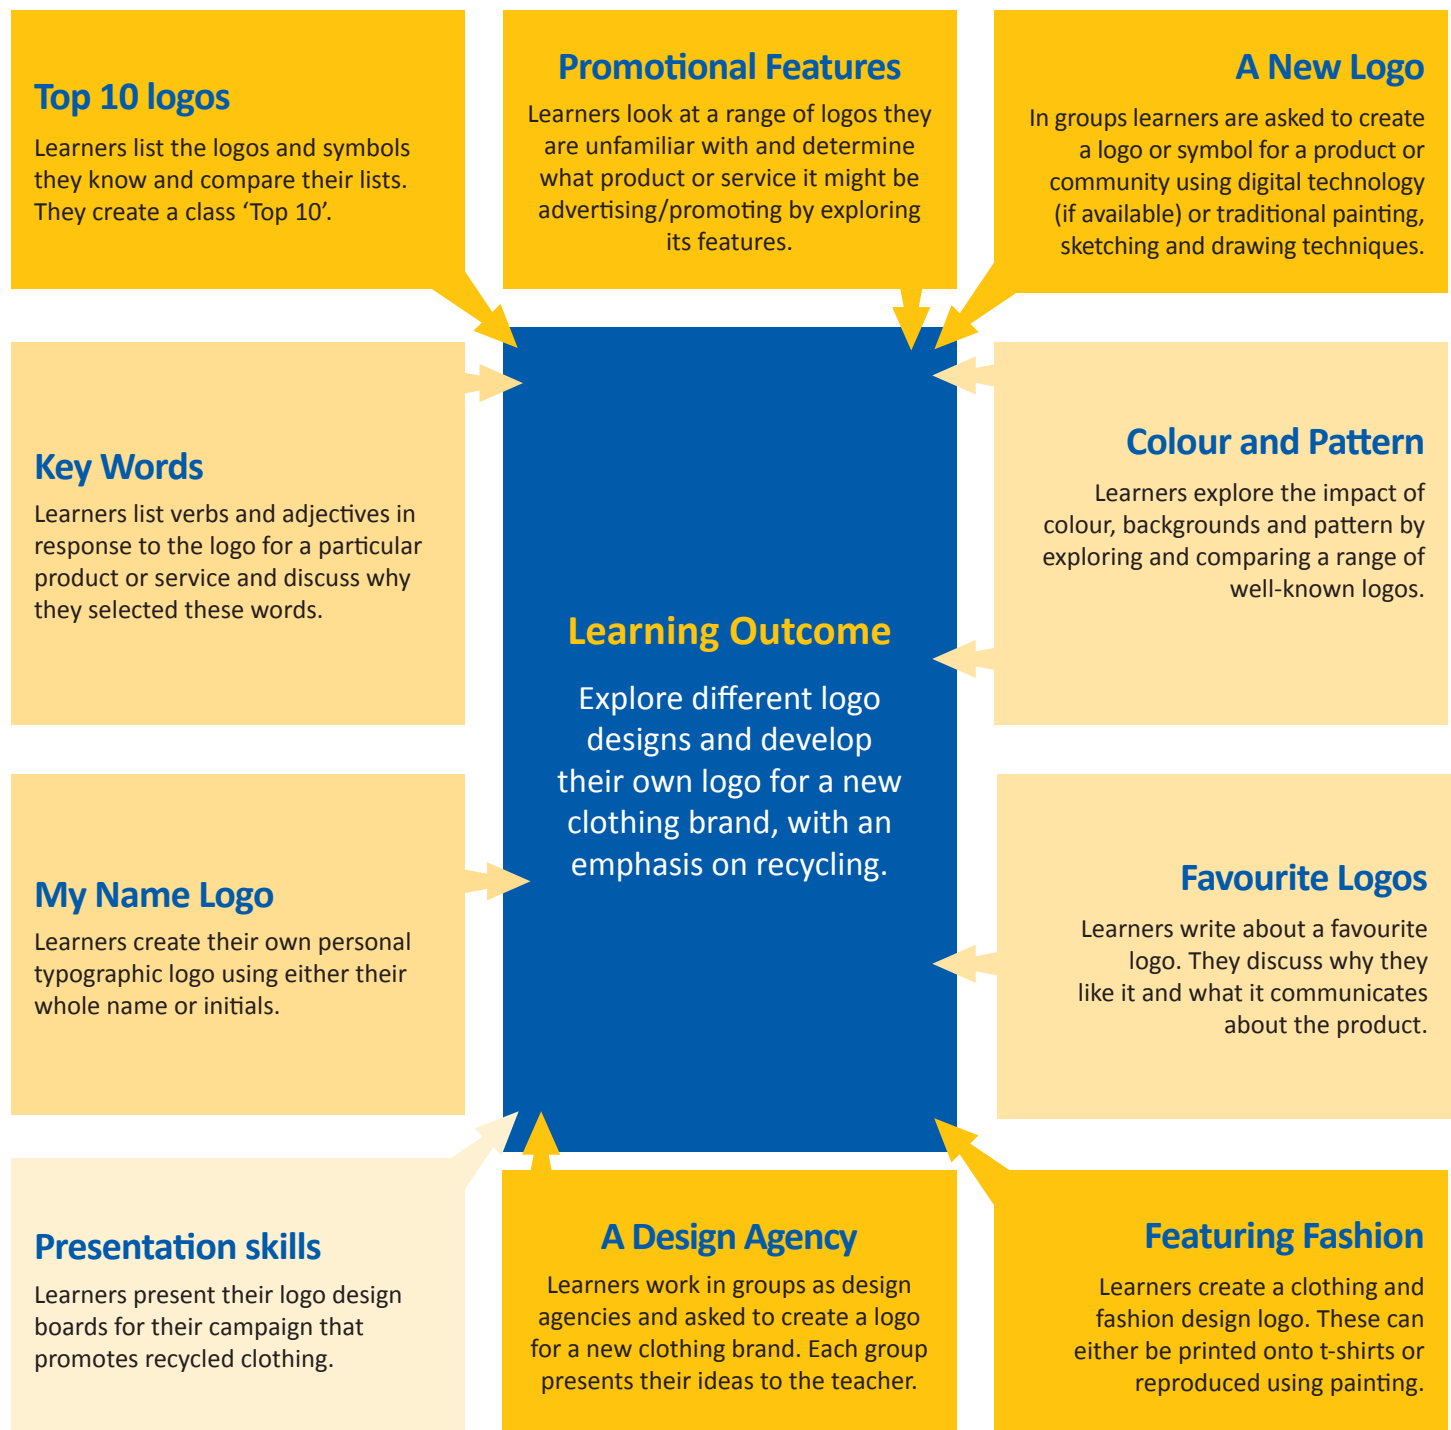 Top 10 logos
Learners list the logos and symbols
they know and compare their lists.
They create a class ‘Top 10’.
Promotional Features
Learners look at a range of logos they
are unfamiliar with and determine
what product or service it might be
advertising/promoting by exploring
its features.
A New Logo
In groups learners are asked to create
a logo or symbol for a product or
community using digital technology
(if available) or traditional painting,
sketching and drawing techniques.
Key Words
Learners list verbs and adjectives in
response to the logo for a particular
product or service and discuss why
they selected these words.
Learning Outcome
Explore different logo
designs and develop
their own logo for a new
clothing brand, with an
emphasis on recycling.
Colour and Pattern
Learners explore the impact of
colour, backgrounds and pattern by
exploring and comparing a range of
well-known logos.
My Name Logo
Learners create their own personal
typographic logo using either their
whole name or initials.
Favourite Logos
Learners write about a favourite
logo. They discuss why they
like it and what it communicates
about the product.
Presentation skills
Learners present their logo design
boards for their campaign that
promotes recycled clothing.
A Design Agency
Learners work in groups as design
agencies and asked to create a logo
for a new clothing brand. Each group
presents their ideas to the teacher.
Featuring Fashion
Learners create a clothing and
fashion design logo. These can
either be printed onto t-shirts or
reproduced using painting.